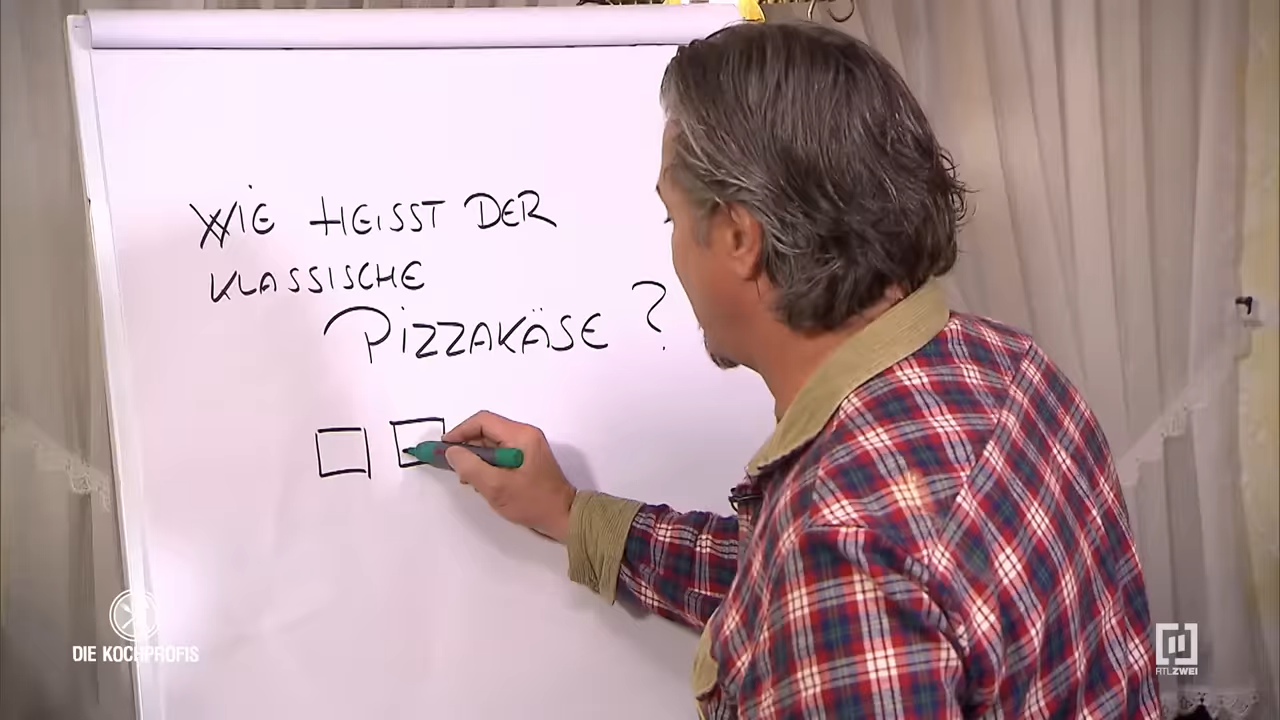 WIE HEISST DER
KLASSISCHE
PIZZAKÄSE ?
DIE KOCHPROFIS
RTLZWEI